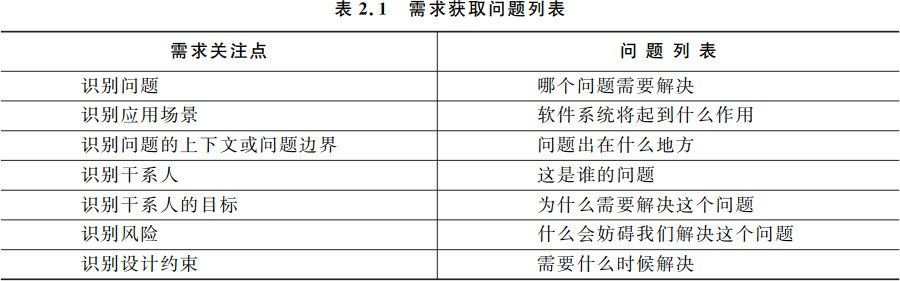 表 2.1 需求获取问题列表
需求关注点 问题列表
识别问题 哪个问题需要解决
识别应用场景 软件系统将起到什么作用
识别问题的上下文或问题边界 问题出在什么地方
识别干系人 这是谁的问题
识别干系人的目标 为什么需要解决这个问题
识别风险 什么会妨碍我们解决这个问题
识别设计约束 需要什么时候解决